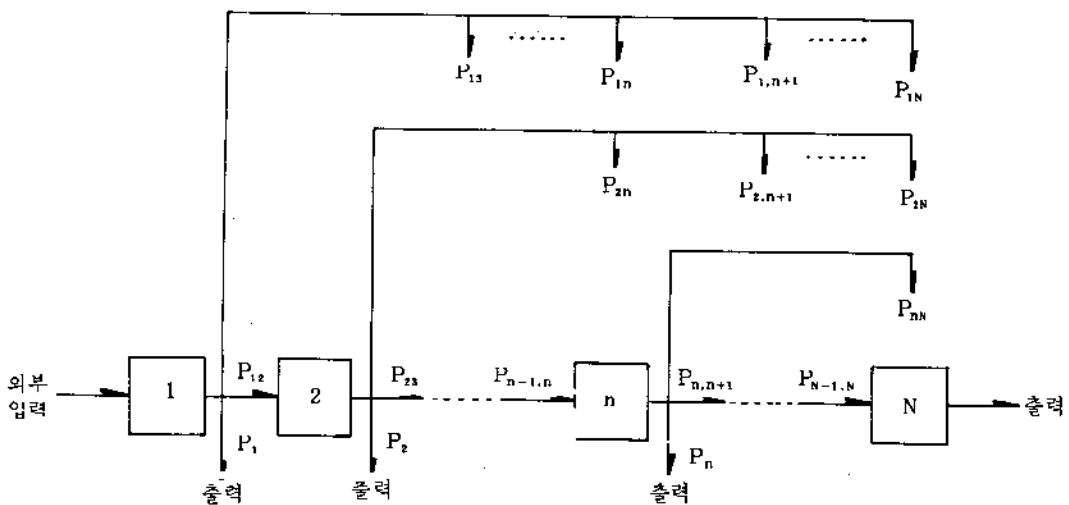 P₁₃ P₁ₙ P₁,ₙ₊₁ P₁N
P₂ₙ P₂.ₙ₊₁ P₂N
PₙN
외부
입력
1 P₁₂ 2 P₂₃ Pₙ₋₁,ₙ n Pₙ,ₙ₊₁ PN₋₁,N N 출력
P₁ P₂ Pₙ
출력 출력 출력